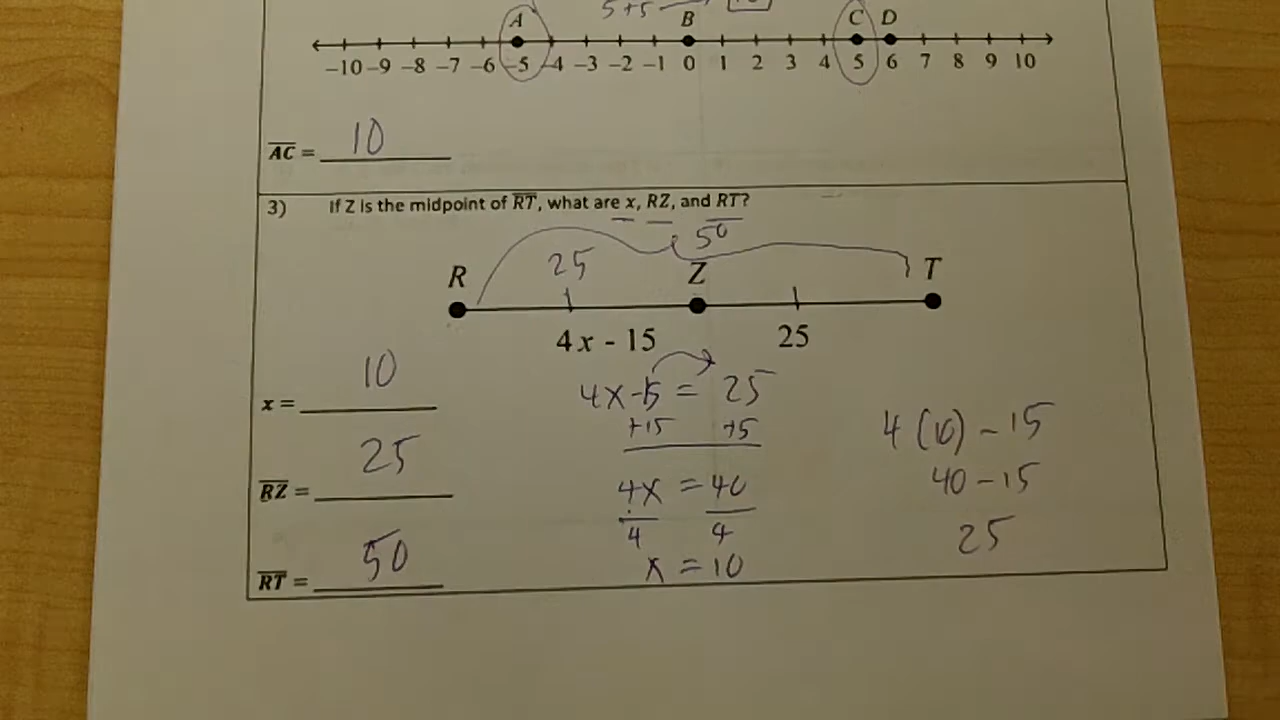 5+5
A B C D
-10 -9 -8 -7 -6 -5 -4 -3 -2 -1 0 1 2 3 4 5 6 7 8 9 10
AC = 10
3) If Z is the midpoint of RT, what are x, RZ, and RT?
50
25
R Z T
4x - 15 25
x = 10
4x-15 = 25
+15 +15
4(10) - 15
RZ = 25
4x = 40
40 - 15
4 4
25
RT = 50
x = 10